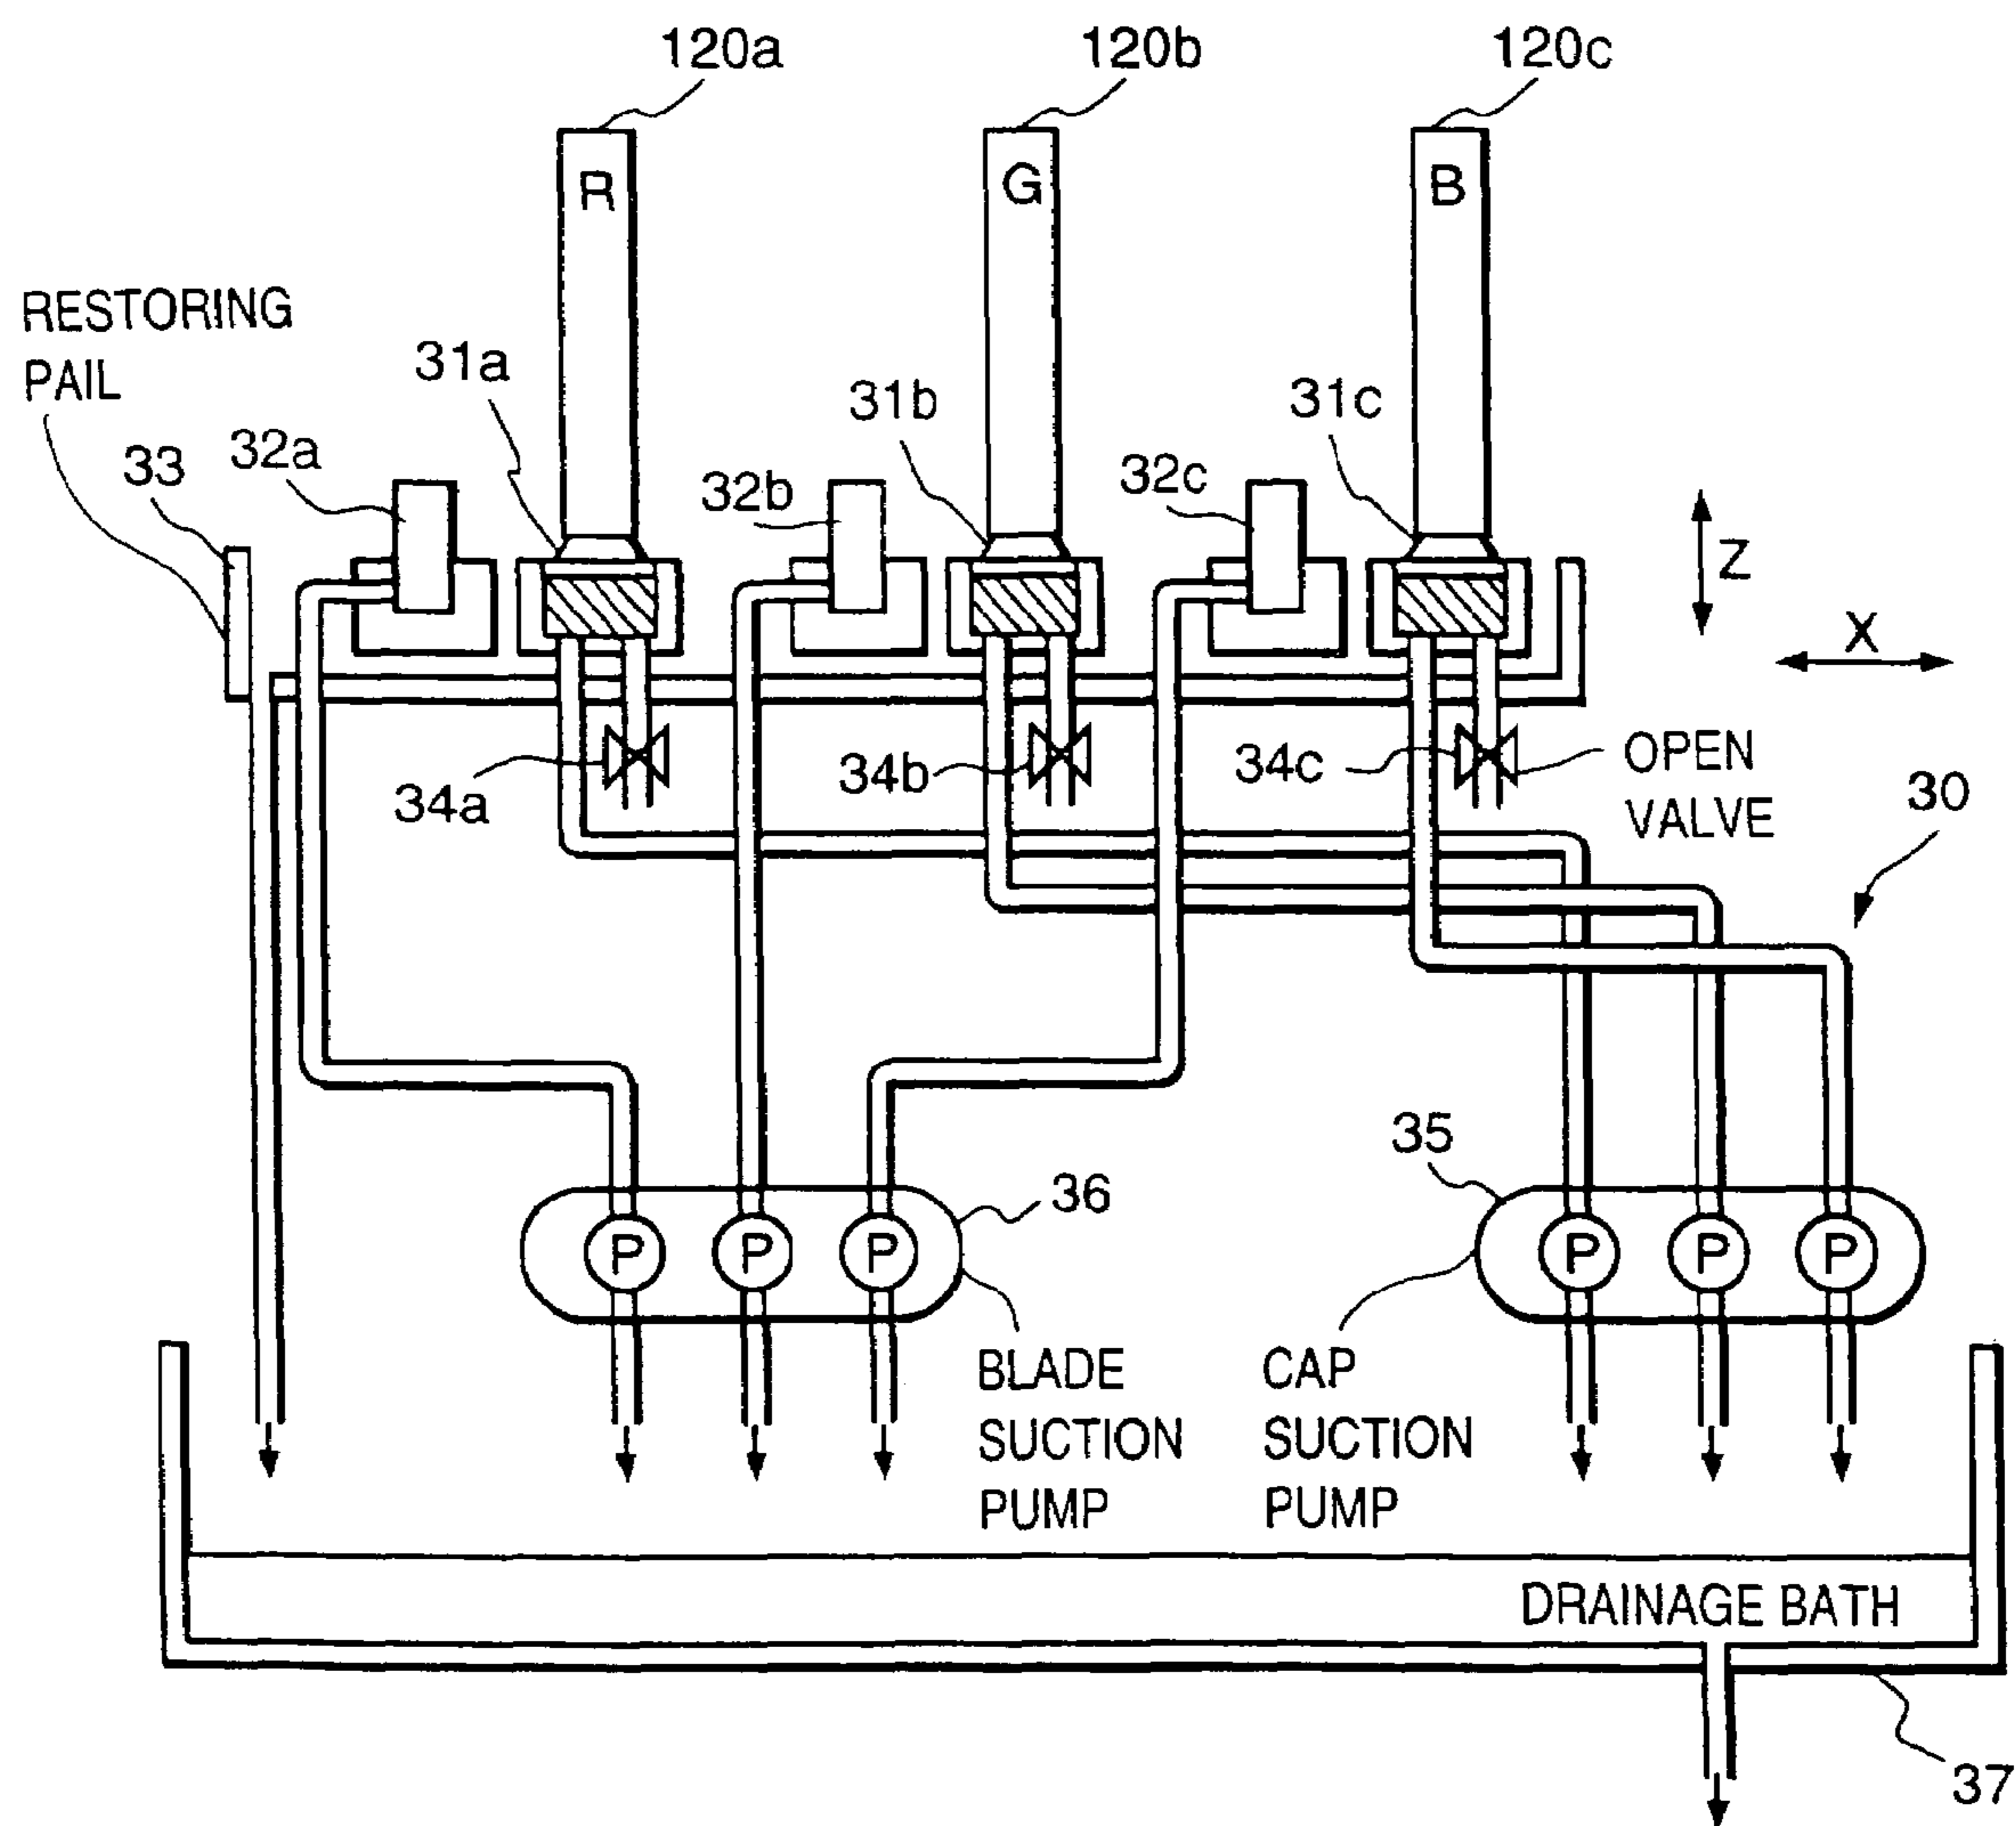 120a
120b
120c
R
G
B
RESTORING
PAIL
31a
31b
31c
33
32a
32b
32c
Z
X
34a
34b
34c
OPEN
VALVE
30
35
36
P
P
P
P
P
P
BLADE
SUCTION
PUMP
CAP
SUCTION
PUMP
DRAINAGE BATH
37